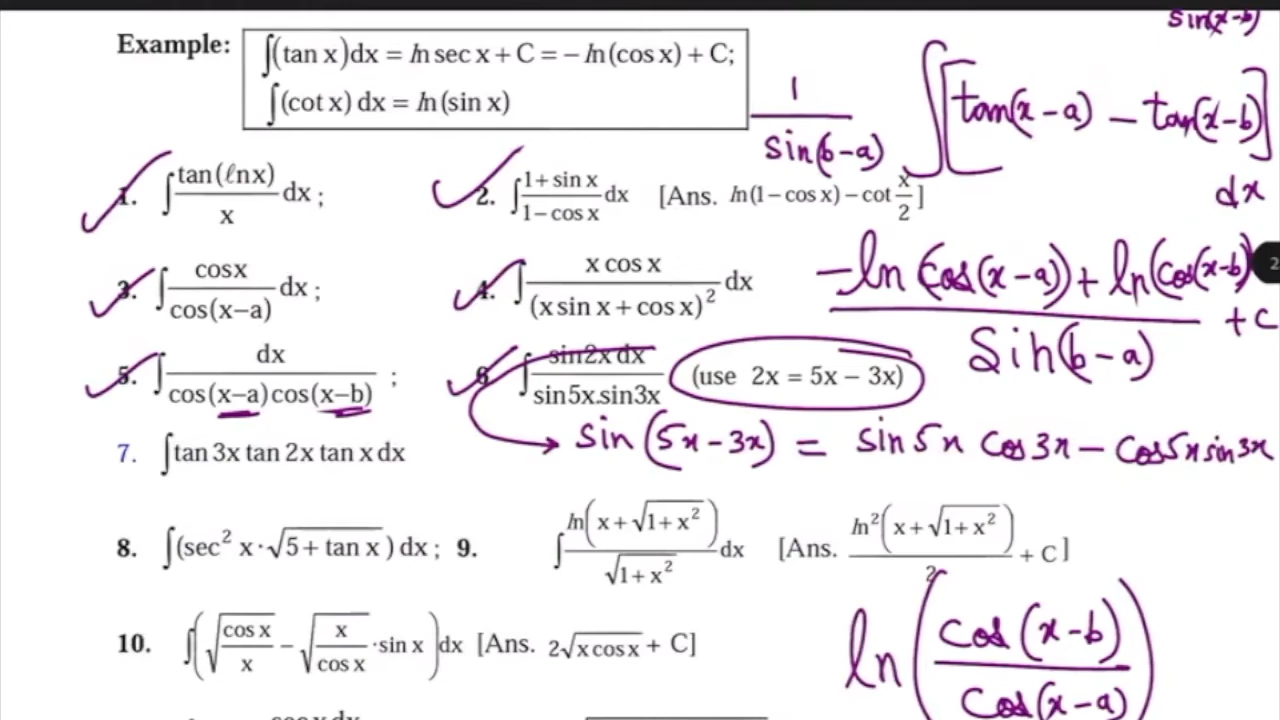 sin(x-b)
Example: ∫(tan x)dx = ln sec x + C = − ln (cos x) + C;
∫(cot x) dx = ln (sin x)
1/sin(b-a) ∫[tan(x-a) - tan(x-b)] dx
1. ∫ tan(ℓnx)/x dx ;
2. ∫ (1+ sin x)/(1− cos x) dx [Ans. ln (1 − cos x) − cot x/2 ]
3. ∫ cosx/cos(x−a) dx ;
4. ∫ x cos x/(x sin x + cos x)² dx
(-ln(cos(x-a)) + ln(cos(x-b))/sin(b-a) + C
5. ∫ dx/(cos(x−a)cos(x−b)) ;
6 ∫ sin2x dx/(sin5x.sin3x) (use 2x = 5x − 3x)
sin(5x-3x) = sin5x cos3x - cos5x sin3x
7. ∫tan 3x tan 2x tan x dx
8. ∫(sec² x·√(5 + tan x)) dx ; 9. ∫ ln(x+√(1+x²))/√(1+x²) dx [Ans. ln²(x+√(1+x²))/2 + C]
10. ∫(√(cos x/x) − √(x/cos x) ·sin x) dx [Ans. 2√(x cos x) + C]
ln(cos(x-b)/cos(x-a))